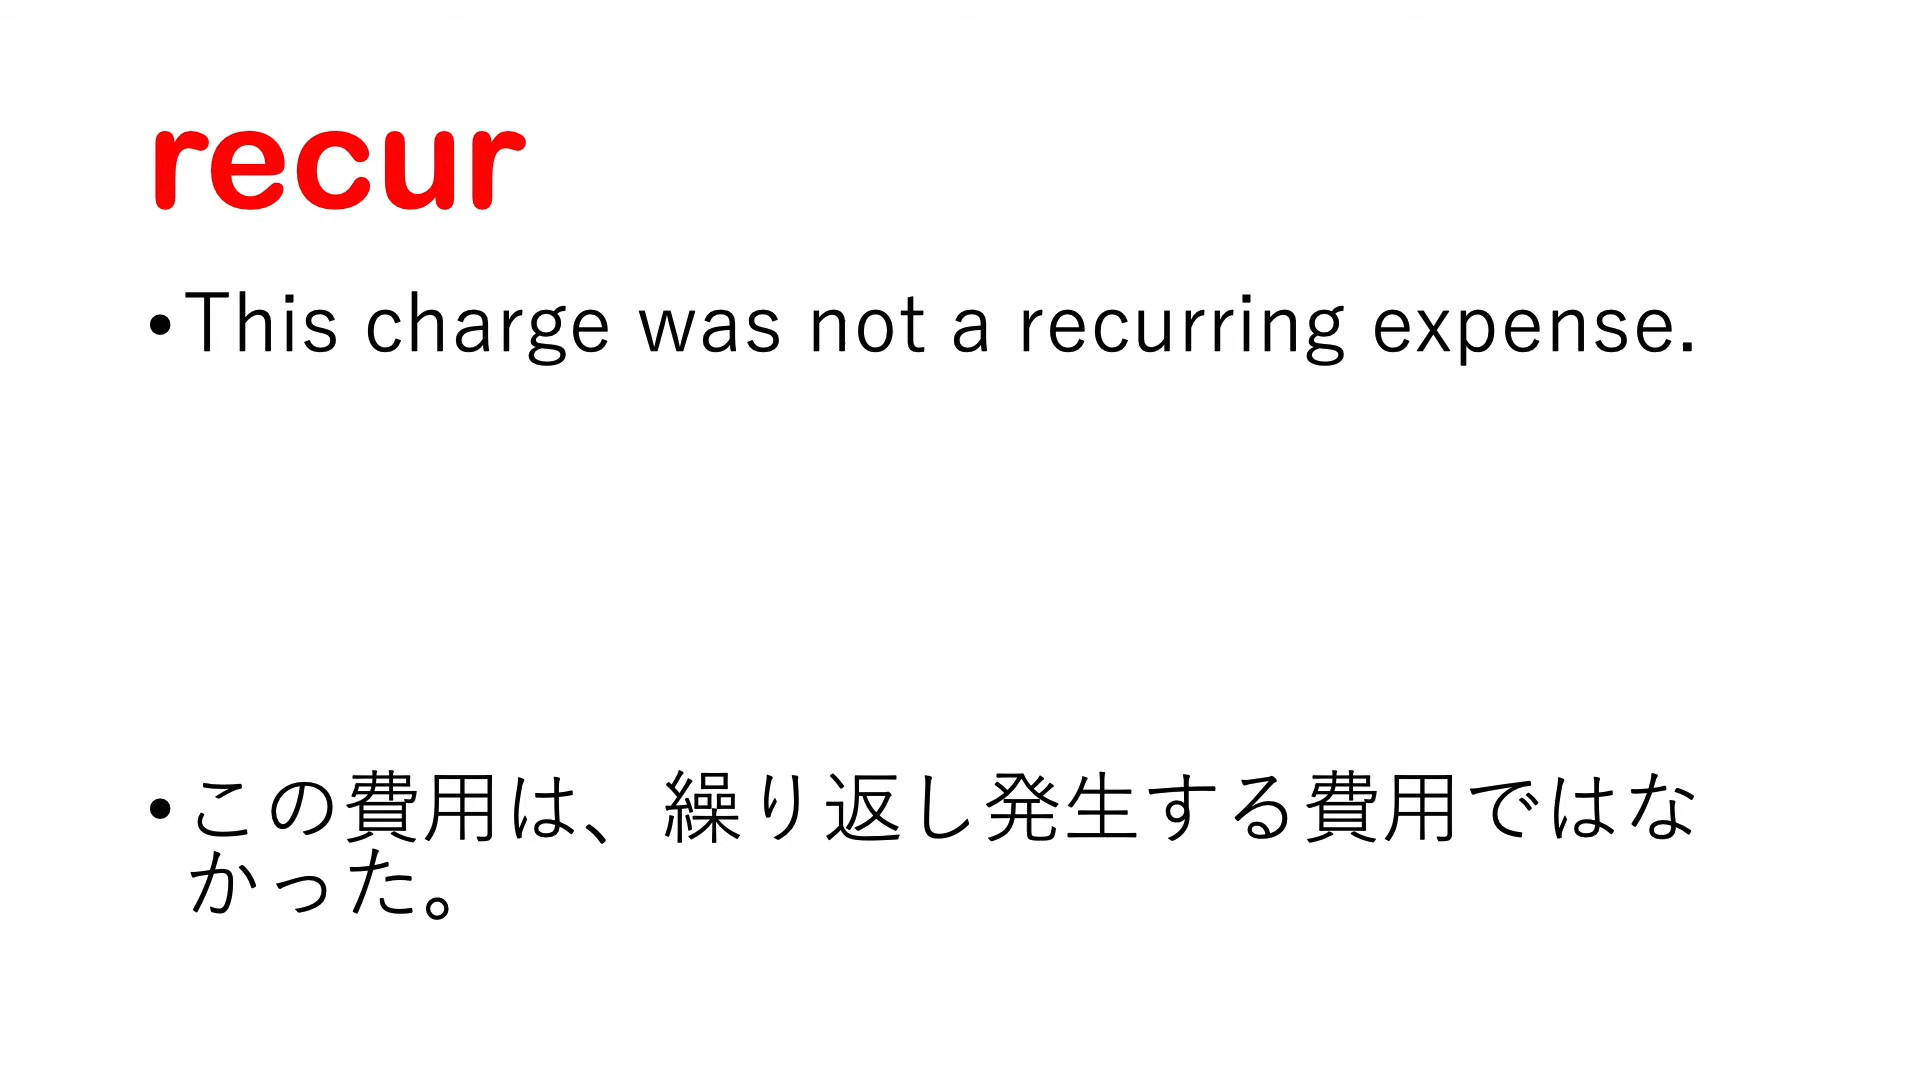 recur
•This charge was not a recurring expense.
•この費用は、繰り返し発生する費用ではな
かった。